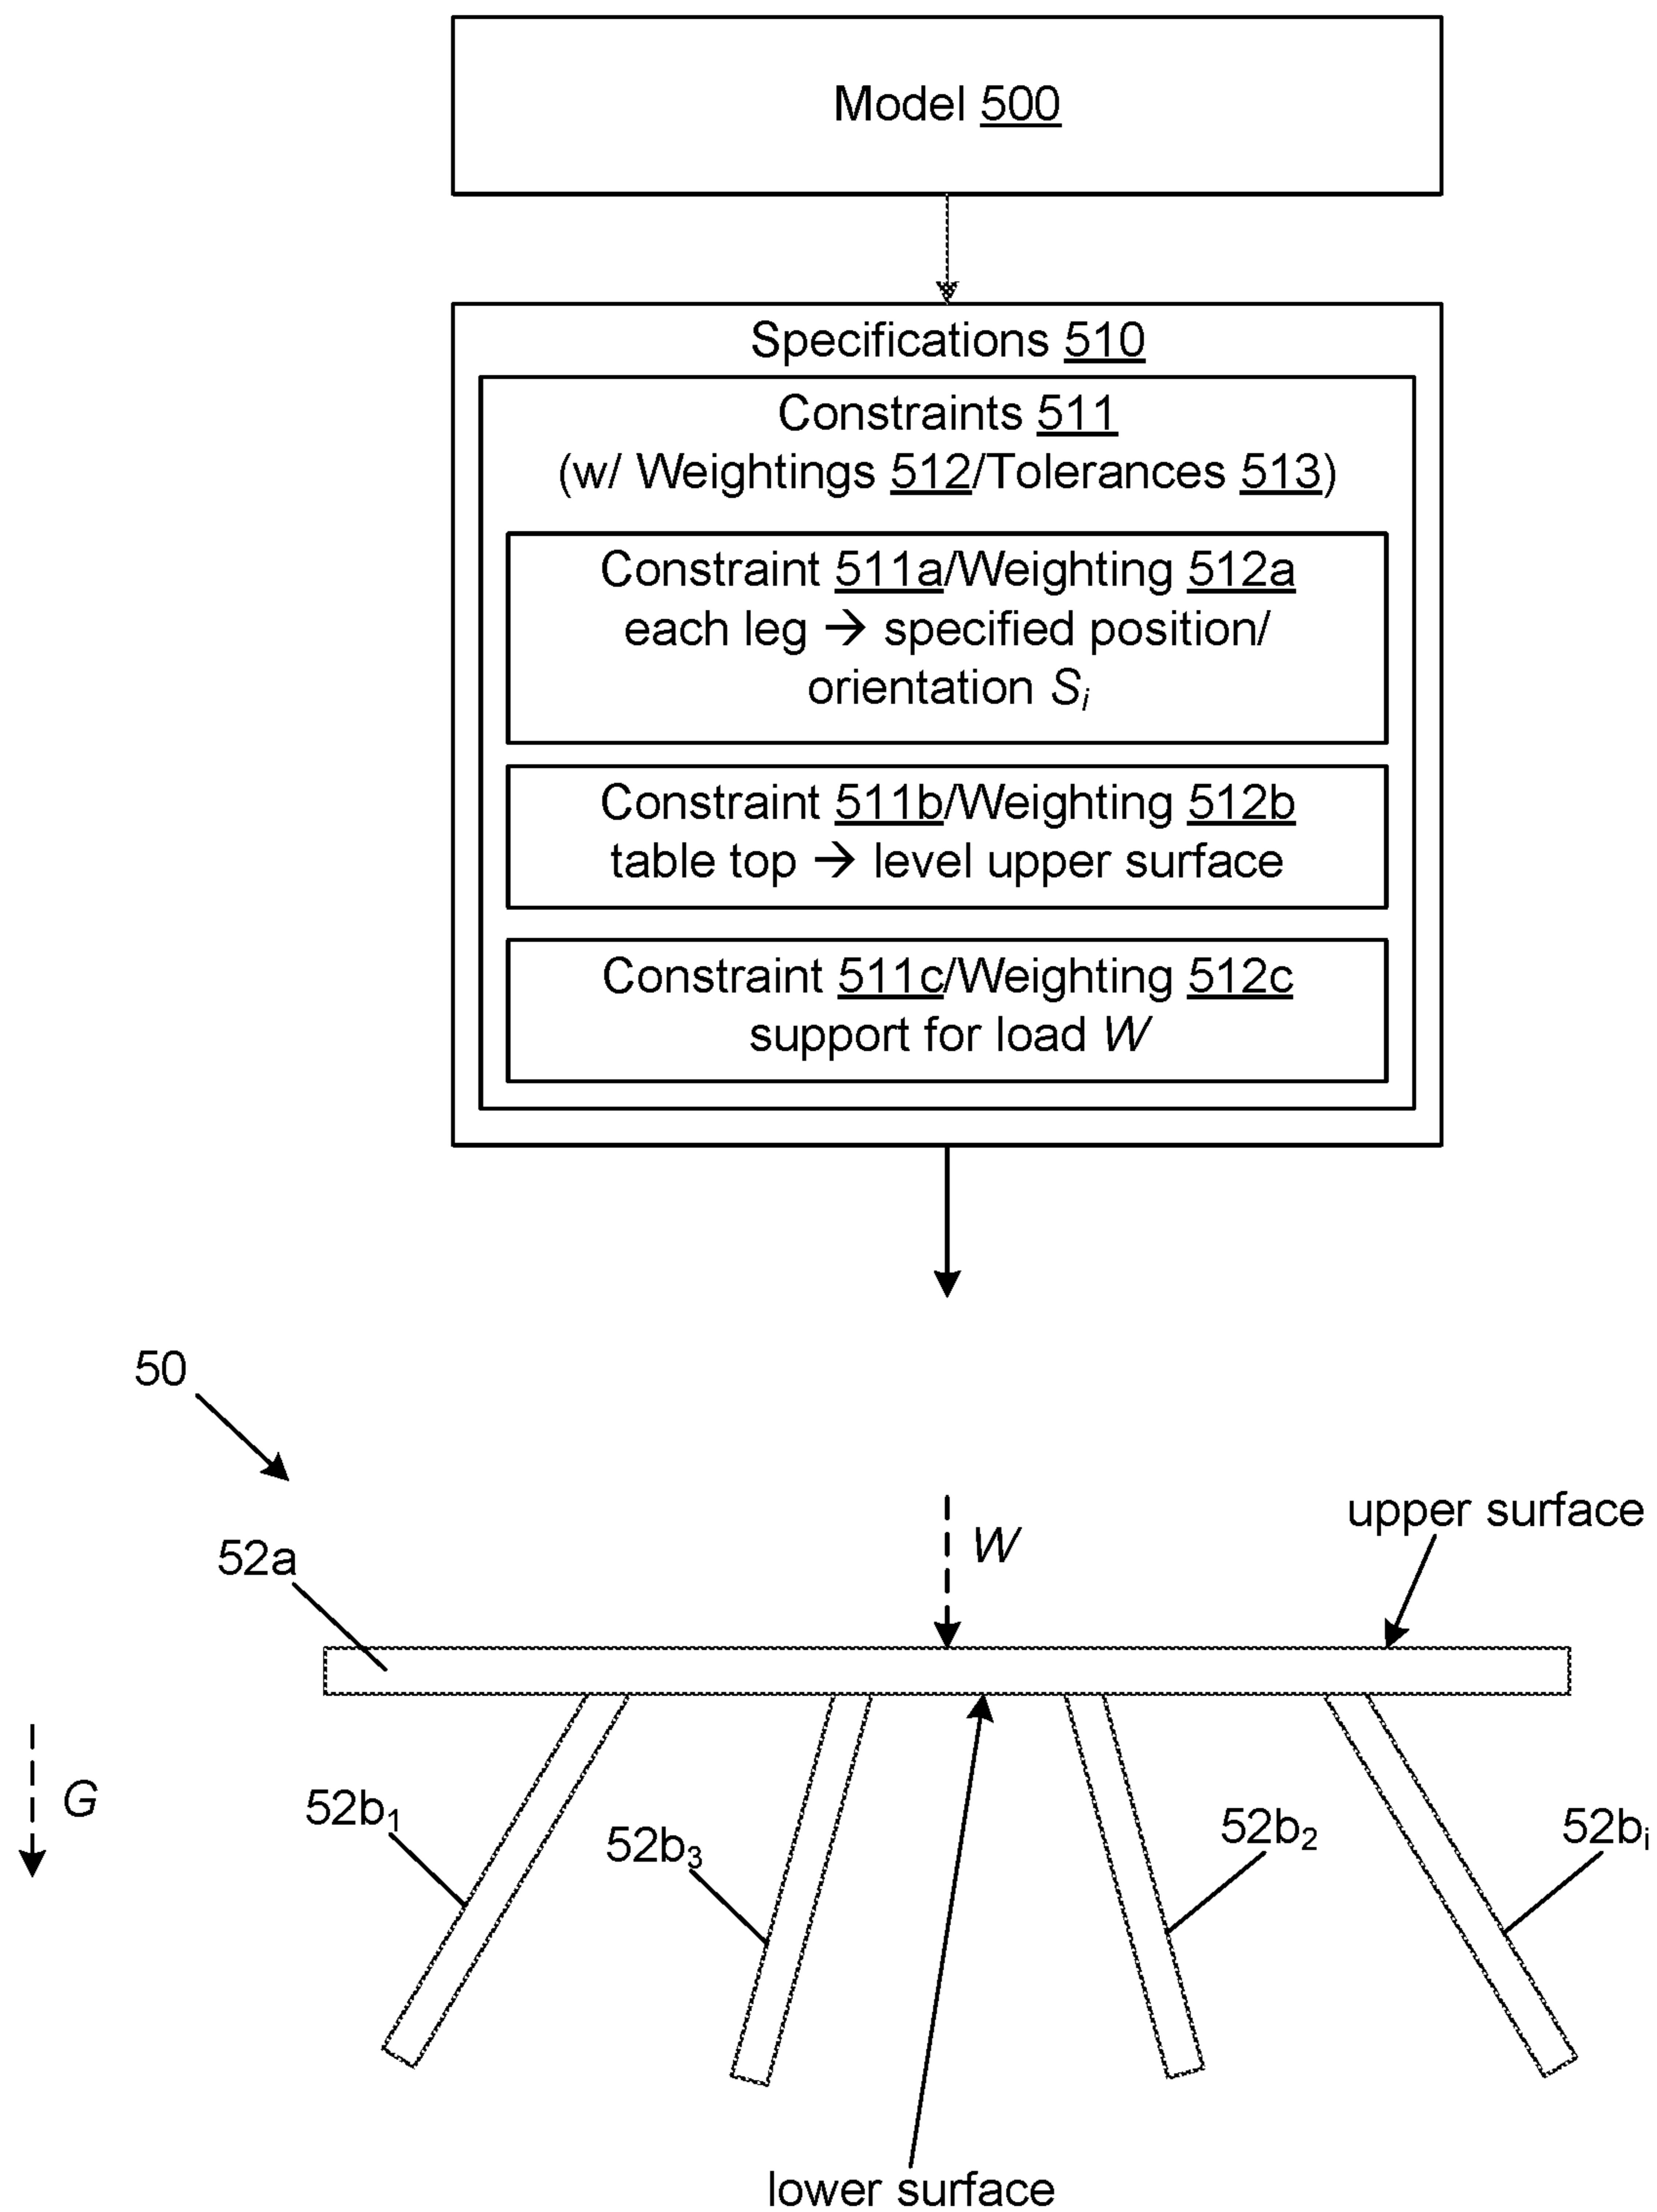 Model 500
Specifications 510
Constraints 511
(w/ Weightings 512/Tolerances 513)
Constraint 511a/Weighting 512a
each leg → specified position/
orientation Si
Constraint 511b/Weighting 512b
table top → level upper surface
Constraint 511c/Weighting 512c
support for load W
50
upper surface
W
52a
G
52b1
52b3
52b2
52bi
lower surface